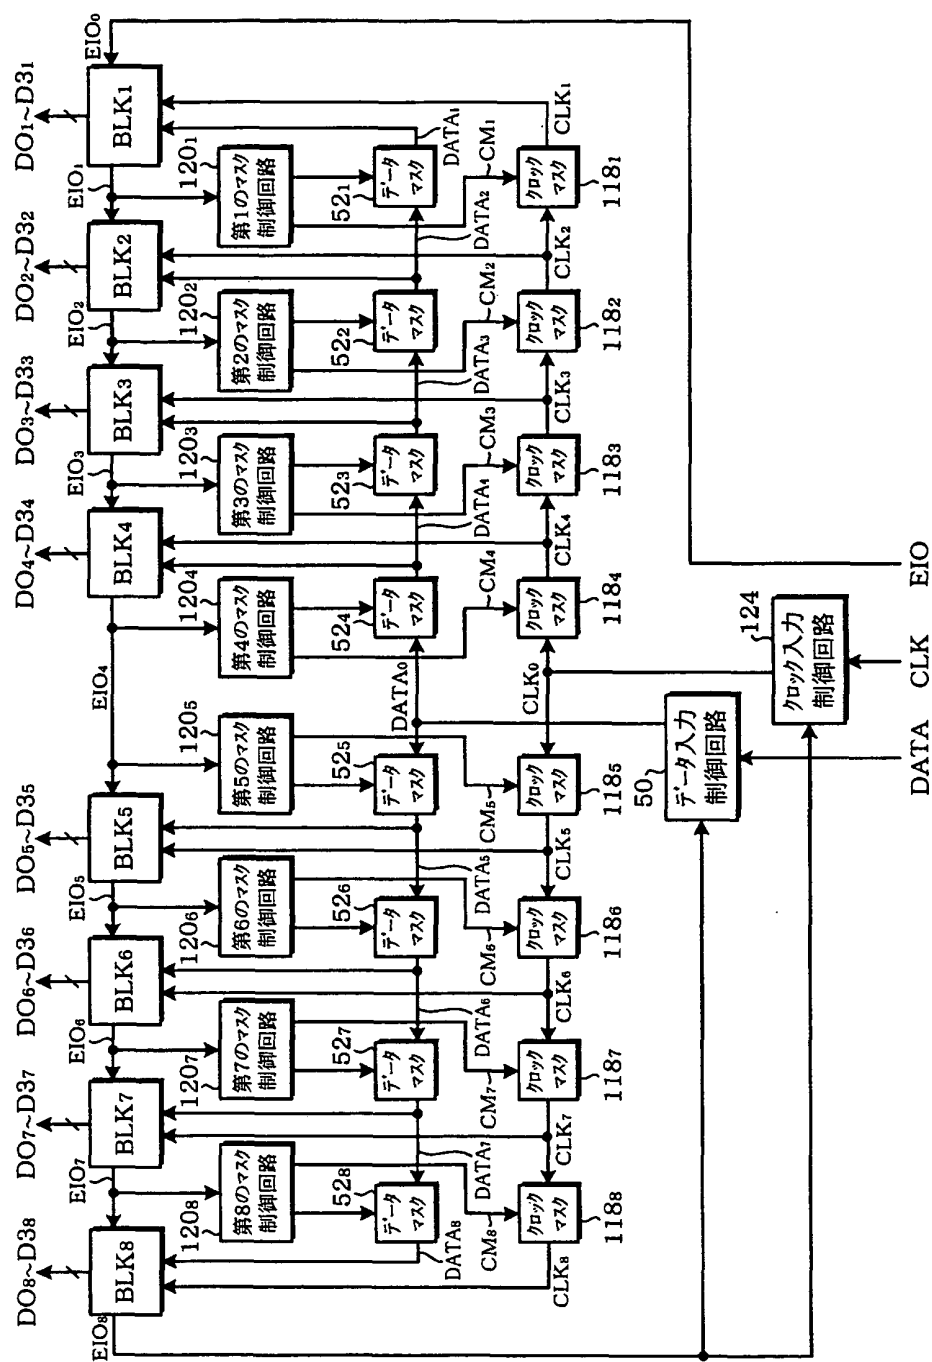 DO₈~D3₈ DO₇~D3₇ DO₆~D3₆ DO₅~D3₅ DO₄~D3₄ DO₃~D3₃ DO₂~D3₂ DO₁~D3₁
EIO₈ EIO₇ EIO₆ EIO₅ EIO₄ EIO₃ EIO₂ EIO₁ EIO₀
BLK8 BLK7 BLK6 BLK5 BLK4 BLK3 BLK2 BLK1
120₈ 120₇ 120₆ 120₅ 120₄ 120₃ 120₂ 120₁
第8のマスク 第7のマスク 第6のマスク 第5のマスク 第4のマスク 第3のマスク 第2のマスク 第1のマスク
制御回路 制御回路 制御回路 制御回路 制御回路 制御回路 制御回路 制御回路
52₈ 52₇ 52₆ 52₅ 52₄ 52₃ 52₂ 52₁
データ データ データ データ データ データ データ データ
マスク マスク マスク マスク マスク マスク マスク マスク
DATA₈ DATA₇ DATA₆ DATA₅ DATA₀ DATA₄ DATA₃ DATA₂ DATA₁
CM₈ CM₇ CM₆ CM₅ CM₄ CM₃ CM₂ CM₁
クロック クロック クロック クロック クロック クロック クロック クロック
マスク マスク マスク マスク マスク マスク マスク マスク
CLK₈ CLK₇ CLK₆ CLK₅ CLK₀ CLK₄ CLK₃ CLK₂ CLK₁
118₈ 118₇ 118₆ 118₅ 118₄ 118₃ 118₂ 118₁
50
データ入力
制御回路
124
クロック入力
制御回路
DATA CLK EIO